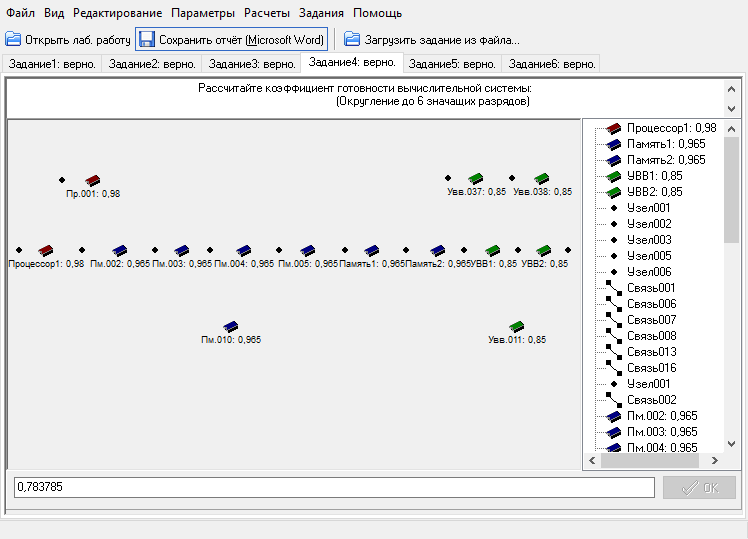 Файл Вид Редактирование Параметры Расчеты Задания Помощь
Открыть лаб. работу Сохранить отчёт (Microsoft Word) Загрузить задание из файла...
Задание1: верно. Задание2: верно. Задание3: верно. Задание4: верно. Задание5: верно. Задание6: верно.
Рассчитайте коэффициент готовности вычислительной системы:
(Округление до 6 значащих разрядов)
Пр.001: 0,98 Увв.037: 0,85 Увв.038: 0,85
Процессор1: 0,98 Пм.002: 0,965 Пм.003: 0,965 Пм.004: 0,965 Пм.005: 0,965 Память1: 0,965 Память2: 0,965 УВВ1: 0,85 УВВ2: 0,85
Пм.010: 0,965 Увв.011: 0,85
Процессор1: 0,98
Память1: 0,965
Память2: 0,965
УВВ1: 0,85
УВВ2: 0,85
Узел001
Узел002
Узел003
Узел005
Узел006
Связь001
Связь006
Связь007
Связь008
Связь013
Связь016
Узел001
Связь002
Пм.002: 0,965
Пм.003: 0,965
Пм.004: 0,965
0,783785 OK